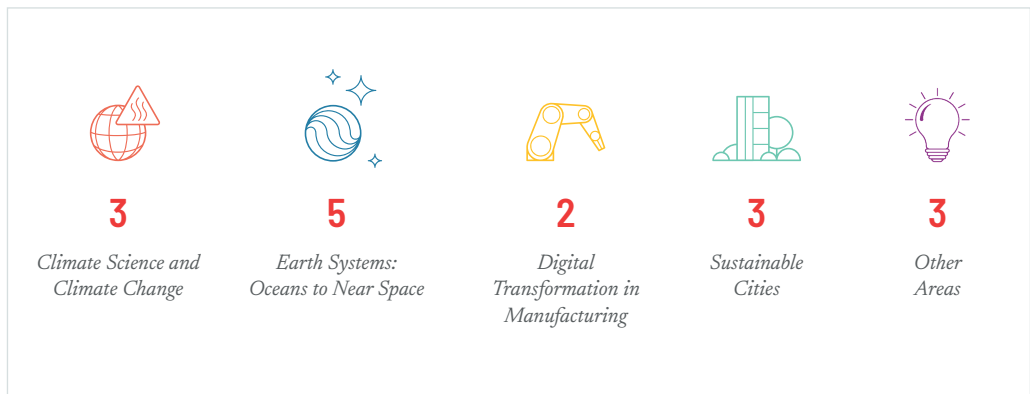 3
Climate Science and
Climate Change
5
Earth Systems:
Oceans to Near Space
2
Digital
Transformation in
Manufacturing
3
Sustainable
Cities
3
Other
Areas